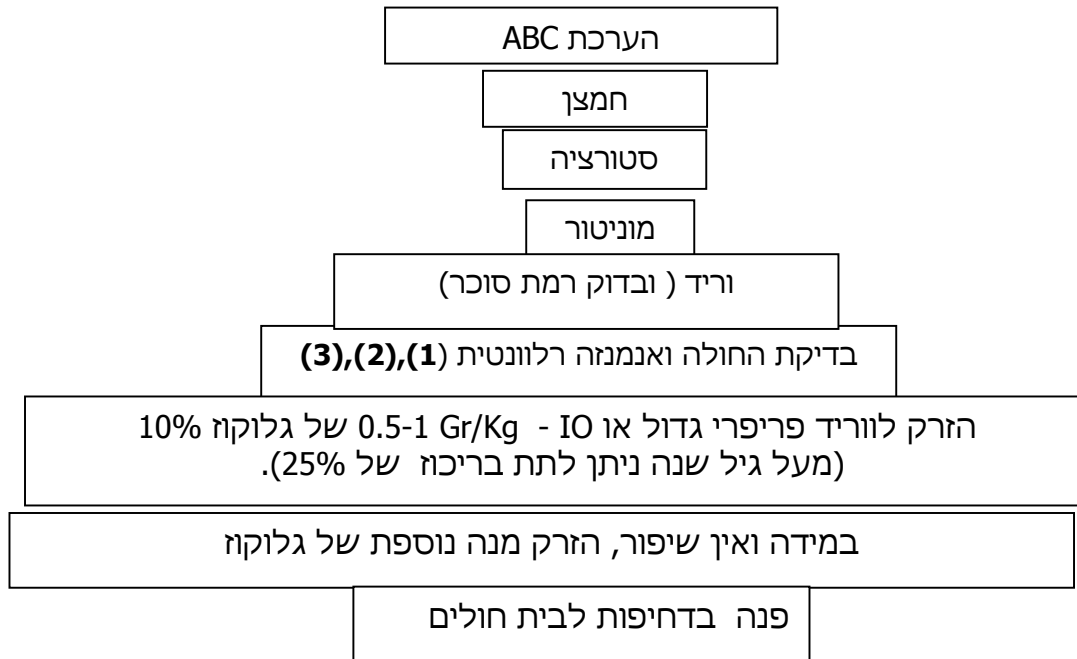 הערכת ABC
חמצן
סטורציה
מוניטור
וריד ( ובדוק רמת סוכר)
בדיקת החולה ואנמנזה רלוונטית (1),(2),(3)
הזרק לווריד פריפרי גדול או IO - 0.5-1 Gr/Kg של גלוקוז 10%
(מעל גיל שנה ניתן לתת בריכוז של 25%).
במידה ואין שיפור, הזרק מנה נוספת של גלוקוז
פנה בדחיפות לבית חולים